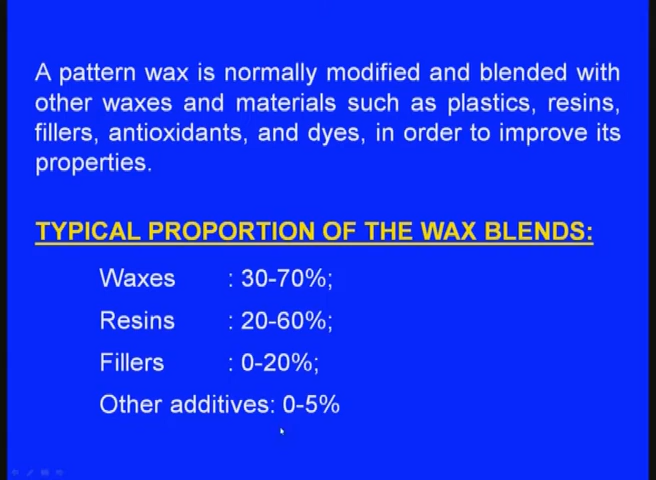 A pattern wax is normally modified and blended with
other waxes and materials such as plastics, resins,
fillers, antioxidants, and dyes, in order to improve its
properties.
TYPICAL PROPORTION OF THE WAX BLENDS:
Waxes : 30-70%;
Resins : 20-60%;
Fillers : 0-20%;
Other additives: 0-5%